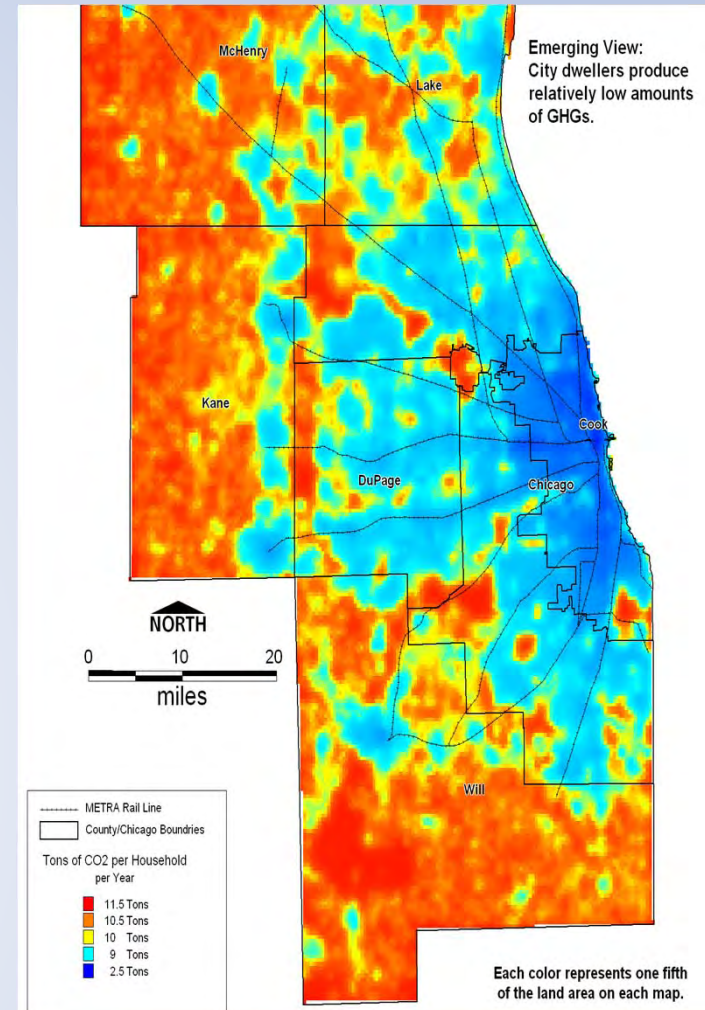 McHenry
Lake
Emerging View:
City dwellers produce
relatively low amounts
of GHGs.
Kane
Cook
DuPage
Chicago
NORTH
0 10 20
miles
Will
METRA Rail Line
County/Chicago Boundries
Tons of CO2 per Household
per Year
11.5 Tons
10.5 Tons
10 Tons
9 Tons
2.5 Tons
Each color represents one fifth
of the land area on each map.